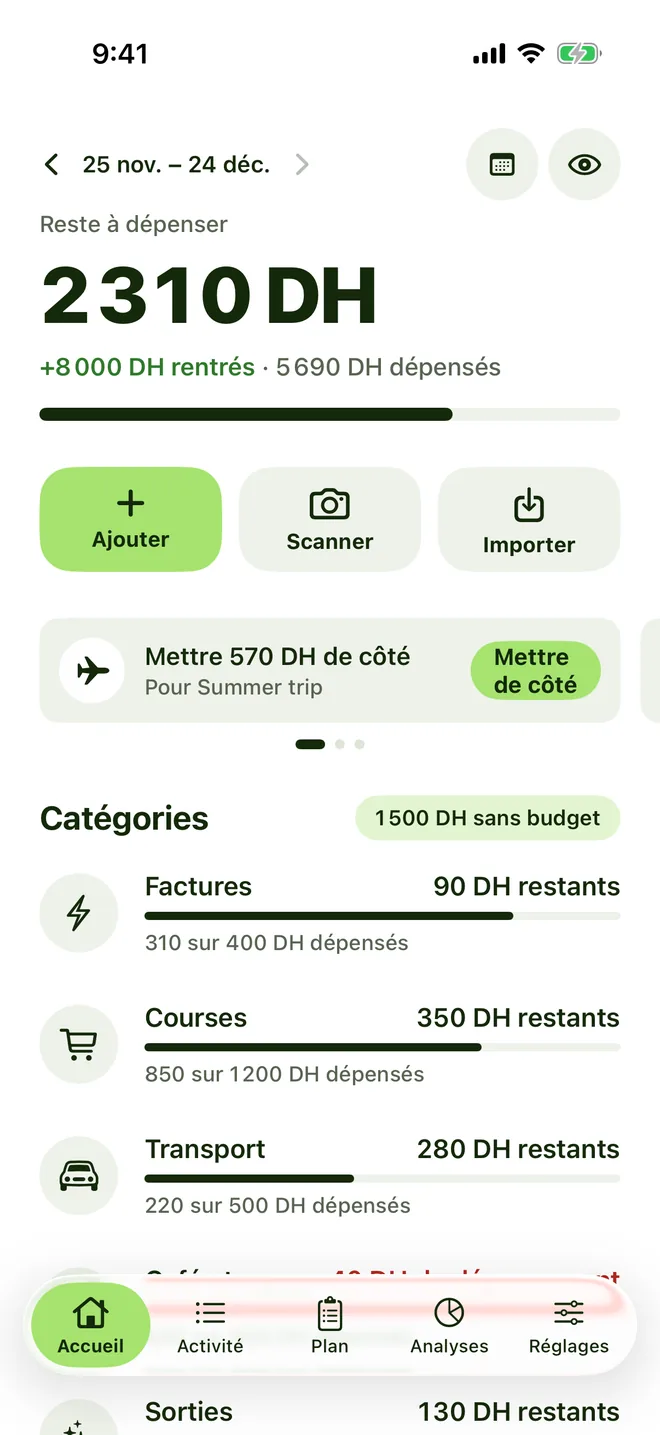 9:41
25 nov. – 24 déc.
Reste à dépenser
2 310 DH
+8 000 DH rentrés · 5 690 DH dépensés
Ajouter
Scanner
Importer
Mettre 570 DH de côté
Pour Summer trip
Mettre
de côté
Catégories
1 500 DH sans budget
Factures
90 DH restants
310 sur 400 DH dépensés
Courses
350 DH restants
850 sur 1 200 DH dépensés
Transport
280 DH restants
220 sur 500 DH dépensés
Accueil
Activité
Plan
Analyses
Réglages
Sorties
130 DH restants